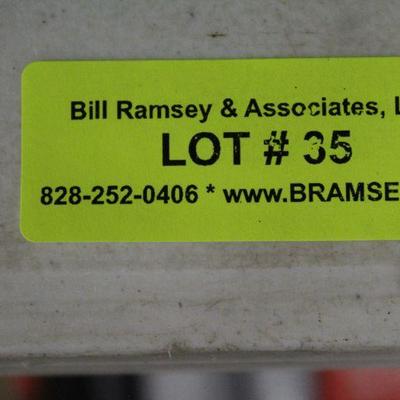 Bill Ramsey & Associates, L
LOT # 35
828-252-0406 * www.BRAMSE